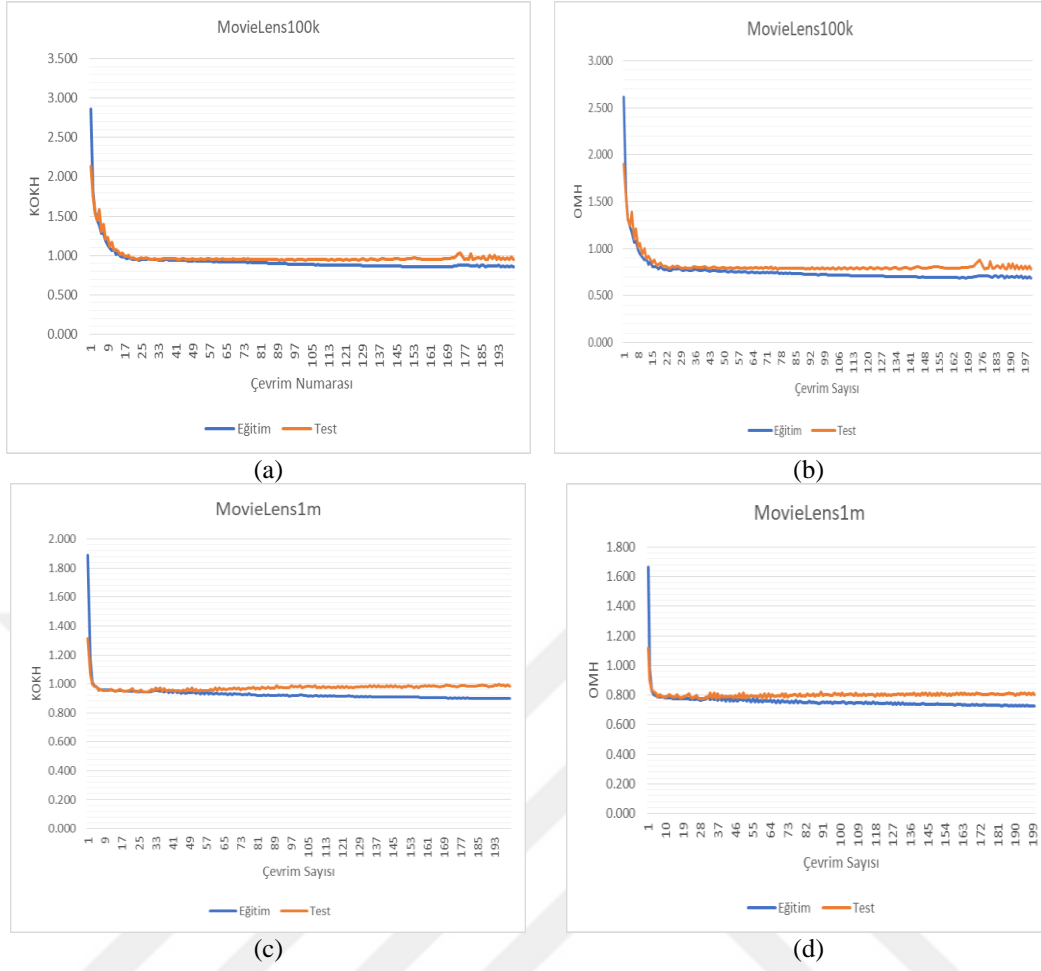 MovieLens100k
3.500
3.000
2.500
2.000
1.500
1.000
0.500
0.000
KOKH
1 9 17 25 33 41 49 57 65 73 81 89 97 105 113 121 129 137 145 153 161 169 177 185 193
Çevrim Numarası
Eğitim Test
(a)
MovieLens100k
3.000
2.500
2.000
1.500
1.000
0.500
0.000
OMH
1 8 15 22 29 36 43 50 57 64 71 78 85 92 99 106 113 120 127 134 141 148 155 162 169 176 183 190 197
Çevrim Sayısı
Eğitim Test
(b)
MovieLens1m
2.000
1.800
1.600
1.400
1.200
1.000
0.800
0.600
0.400
0.200
0.000
KOKH
1 9 17 25 33 41 49 57 65 73 81 89 97 105 113 121 129 137 145 153 161 169 177 185 193
Çevrim Sayısı
Eğitim Test
(c)
MovieLens1m
1.800
1.600
1.400
1.200
1.000
0.800
0.600
0.400
0.200
0.000
OMH
1 10 19 28 37 46 55 64 73 82 91 100 109 118 127 136 145 154 163 172 181 190 199
Çevrim Sayısı
Eğitim Test
(d)